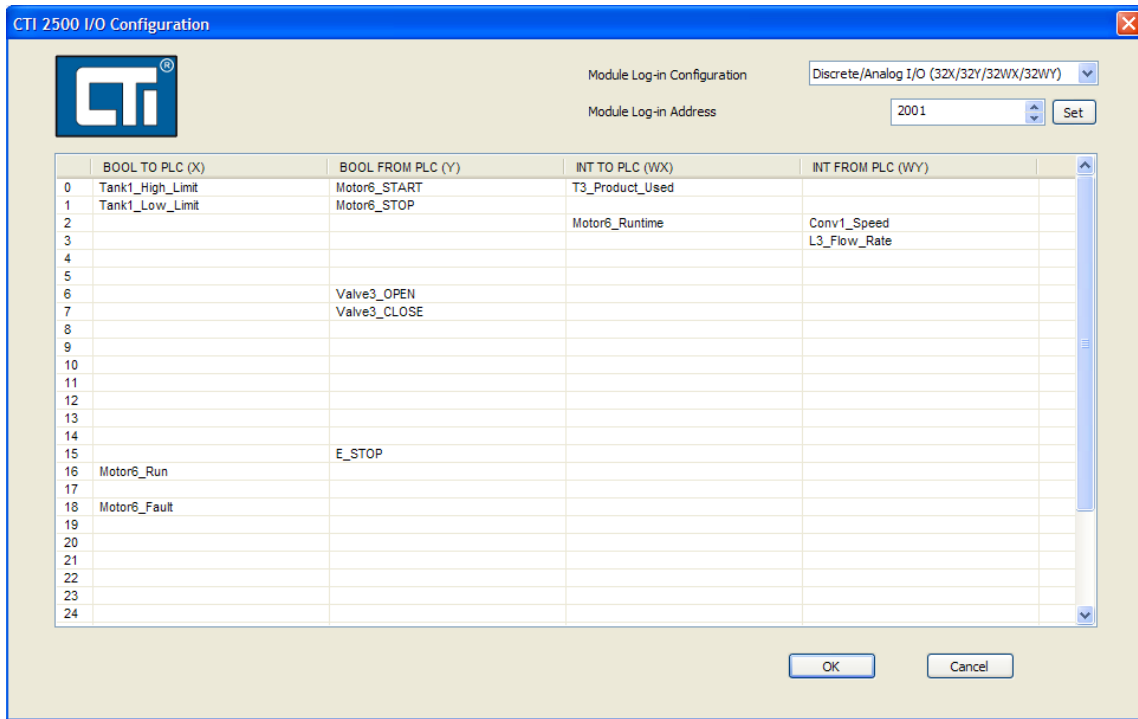 CTI 2500 I/O Configuration
CTi ®
Module Log-in Configuration Discrete/Analog I/O (32X/32Y/32WX/32WY)
Module Log-in Address 2001 Set
BOOL TO PLC (X) BOOL FROM PLC (Y) INT TO PLC (WX) INT FROM PLC (WY)
0 Tank1_High_Limit Motor6_START T3_Product_Used
1 Tank1_Low_Limit Motor6_STOP
2 Motor6_Runtime Conv1_Speed
3 L3_Flow_Rate
4
5
6 Valve3_OPEN
7 Valve3_CLOSE
8
9
10
11
12
13
14
15 E_STOP
16 Motor6_Run
17
18 Motor6_Fault
19
20
21
22
23
24
OK Cancel